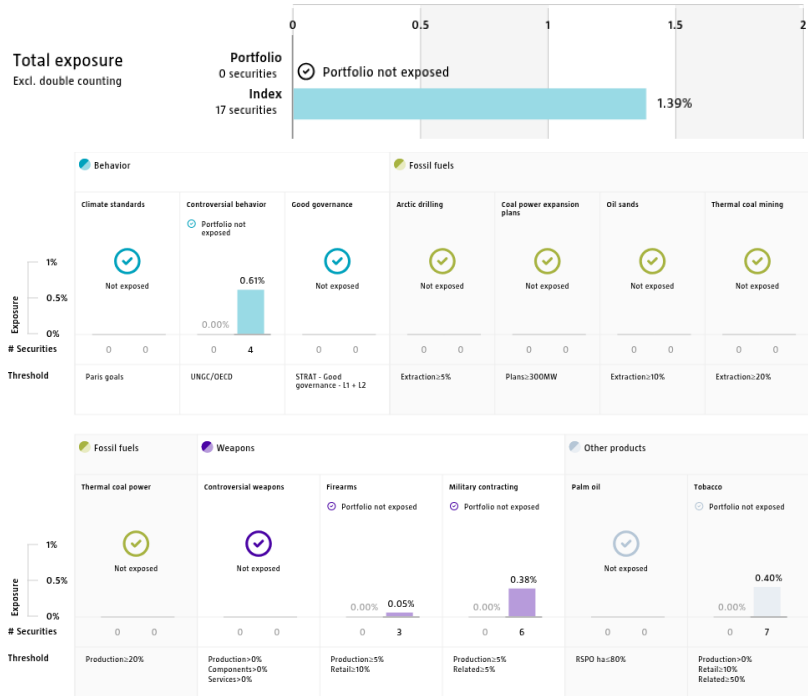 0 0.5 1 1.5 2
Total exposure
Excl. double counting
Portfolio
0 securities
Portfolio not exposed
Index
17 securities
1.39%
Behavior
Fossil fuels
Climate standards
Controversial behavior
Good governance
Arctic drilling
Coal power expansion
plans
Oil sands
Thermal coal mining
Portfolio not
exposed
Exposure
1%
0.5%
0%
Not exposed
0.00%
0.61%
Not exposed
Not exposed
Not exposed
Not exposed
Not exposed
# Securities
0 0
0 4
0 0
0 0
0 0
0 0
0 0
Threshold
Paris goals
UNGC/OECD
STRAT - Good
governance - L1 + L2
Extraction≥5%
Plans≥300MW
Extraction≥10%
Extraction≥20%
Fossil fuels
Weapons
Other products
Thermal coal power
Controversial weapons
Firearms
Military contracting
Palm oil
Tobacco
Portfolio not exposed
Portfolio not exposed
Portfolio not exposed
Exposure
1%
0.5%
0%
Not exposed
Not exposed
0.00%
0.05%
0.00%
0.38%
Not exposed
0.00%
0.40%
# Securities
0 0
0 0
0 3
0 6
0 0
0 7
Threshold
Production≥20%
Production>0%
Components>0%
Services>0%
Production≥5%
Retail≥10%
Production≥5%
Related≥5%
RSPO ha≤80%
Production>0%
Retail≥10%
Related≥50%